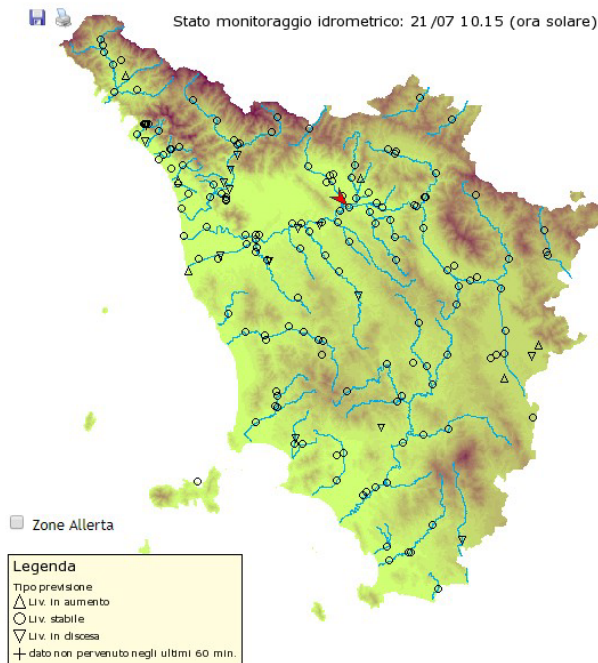 Stato monitoraggio idrometrico: 21/07 10.15 (ora solare)
Zone Allerta
Legenda
Tipo previsione
Liv. in aumento
Liv. stabile
Liv. in discesa
dato non pervenuto negli ultimi 60 min.